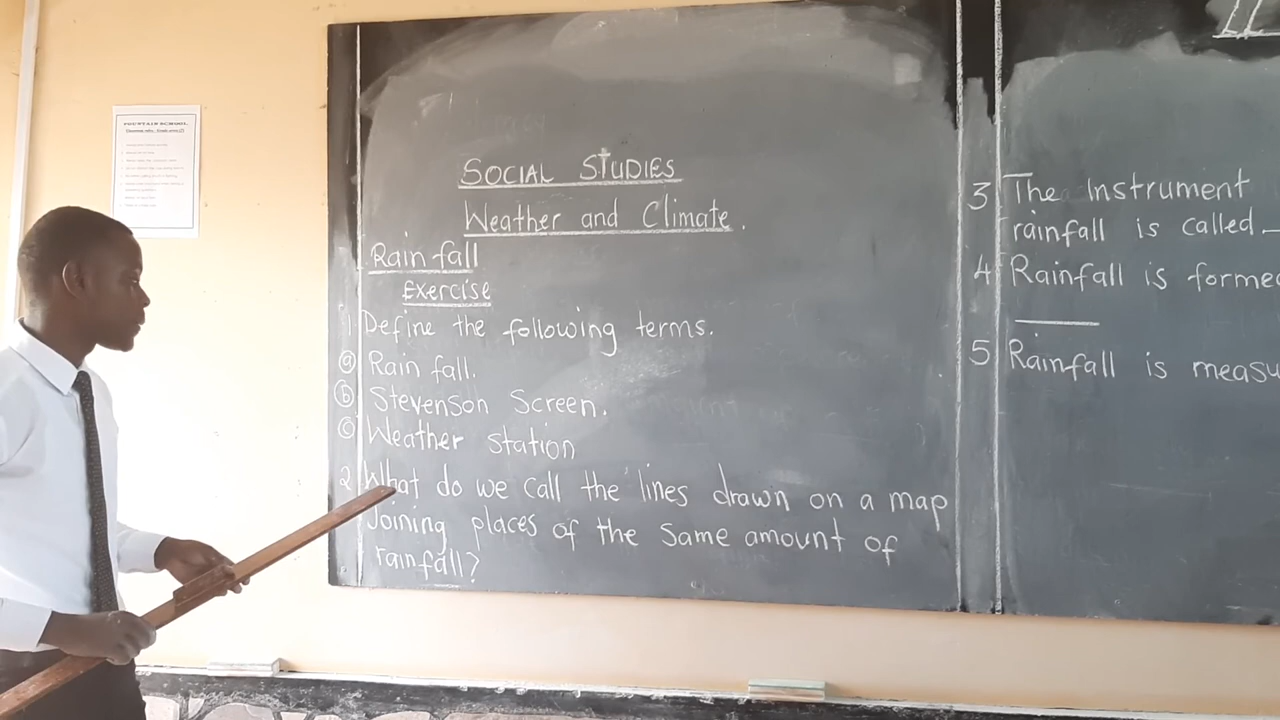 FOUNTAIN SCHOOL,
SOCIAL STUDIES
Weather and Climate.
Rain fall
Exercise
1 Define the following terms.
(a) Rain fall.
(b) Stevenson Screen.
(c) Weather station
2 What do we call the lines drawn on a map
Joining places of the same amount of
rainfall?
3 The Instrument
rainfall is called
4 Rainfall is formed
5 Rainfall is measu